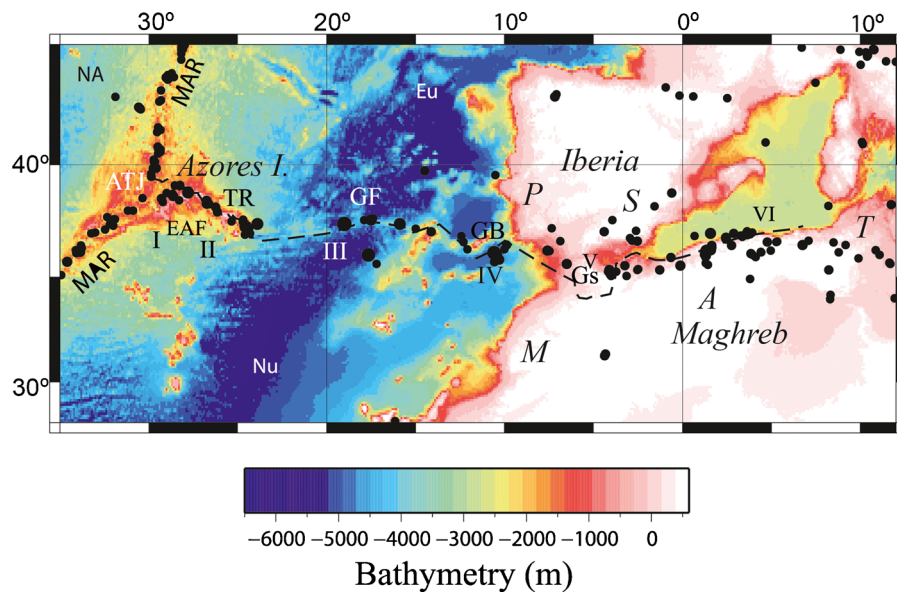 30° 20° 10° 0° 10°
NA
MAR
Eu
40°
Azores I.
Iberia
ATJ
P
TR
GF
S
VI
I
EAF
II
III
GB
T
V
MAR
IV
Gs
A
Nu
M
Maghreb
30°
−6000 −5000 −4000 −3000 −2000 −1000 0
Bathymetry (m)